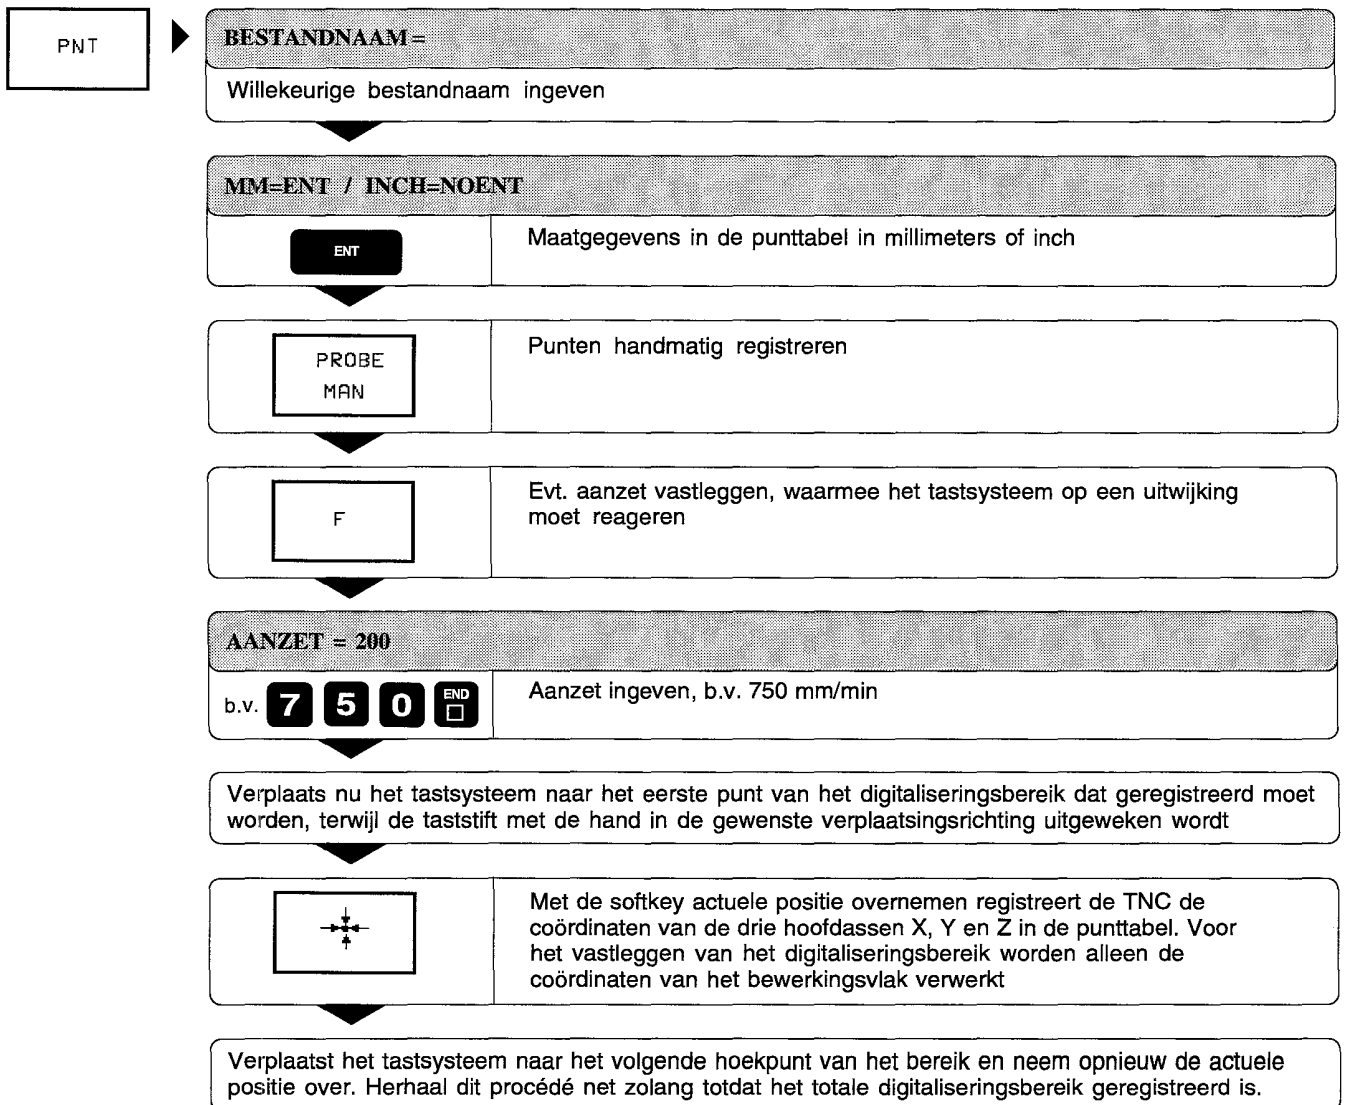 PNT
BESTANDNAAM =
Willekeurige bestandnaam ingeven
MM=ENT / INCH=NOENT
ENT
Maatgegevens in de punttabel in millimeters of inch
PROBE
MAN
Punten handmatig registreren
F
Evt. aanzet vastleggen, waarmee het tastsysteem op een uitwijking
moet reageren
AANZET = 200
b.v. 7 5 0 END
Aanzet ingeven, b.v. 750 mm/min
Verplaats nu het tastsysteem naar het eerste punt van het digitaliseringsbereik dat geregistreerd moet
worden, terwijl de taststift met de hand in de gewenste verplaatsingsrichting uitgeweken wordt
Met de softkey actuele positie overnemen registreert de TNC de
coördinaten van de drie hoofdassen X, Y en Z in de punttabel. Voor
het vastleggen van het digitaliseringsbereik worden alleen de
coördinaten van het bewerkingsvlak verwerkt
Verplaatst het tastsysteem naar het volgende hoekpunt van het bereik en neem opnieuw de actuele
positie over. Herhaal dit procédé net zolang totdat het totale digitaliseringsbereik geregistreerd is.